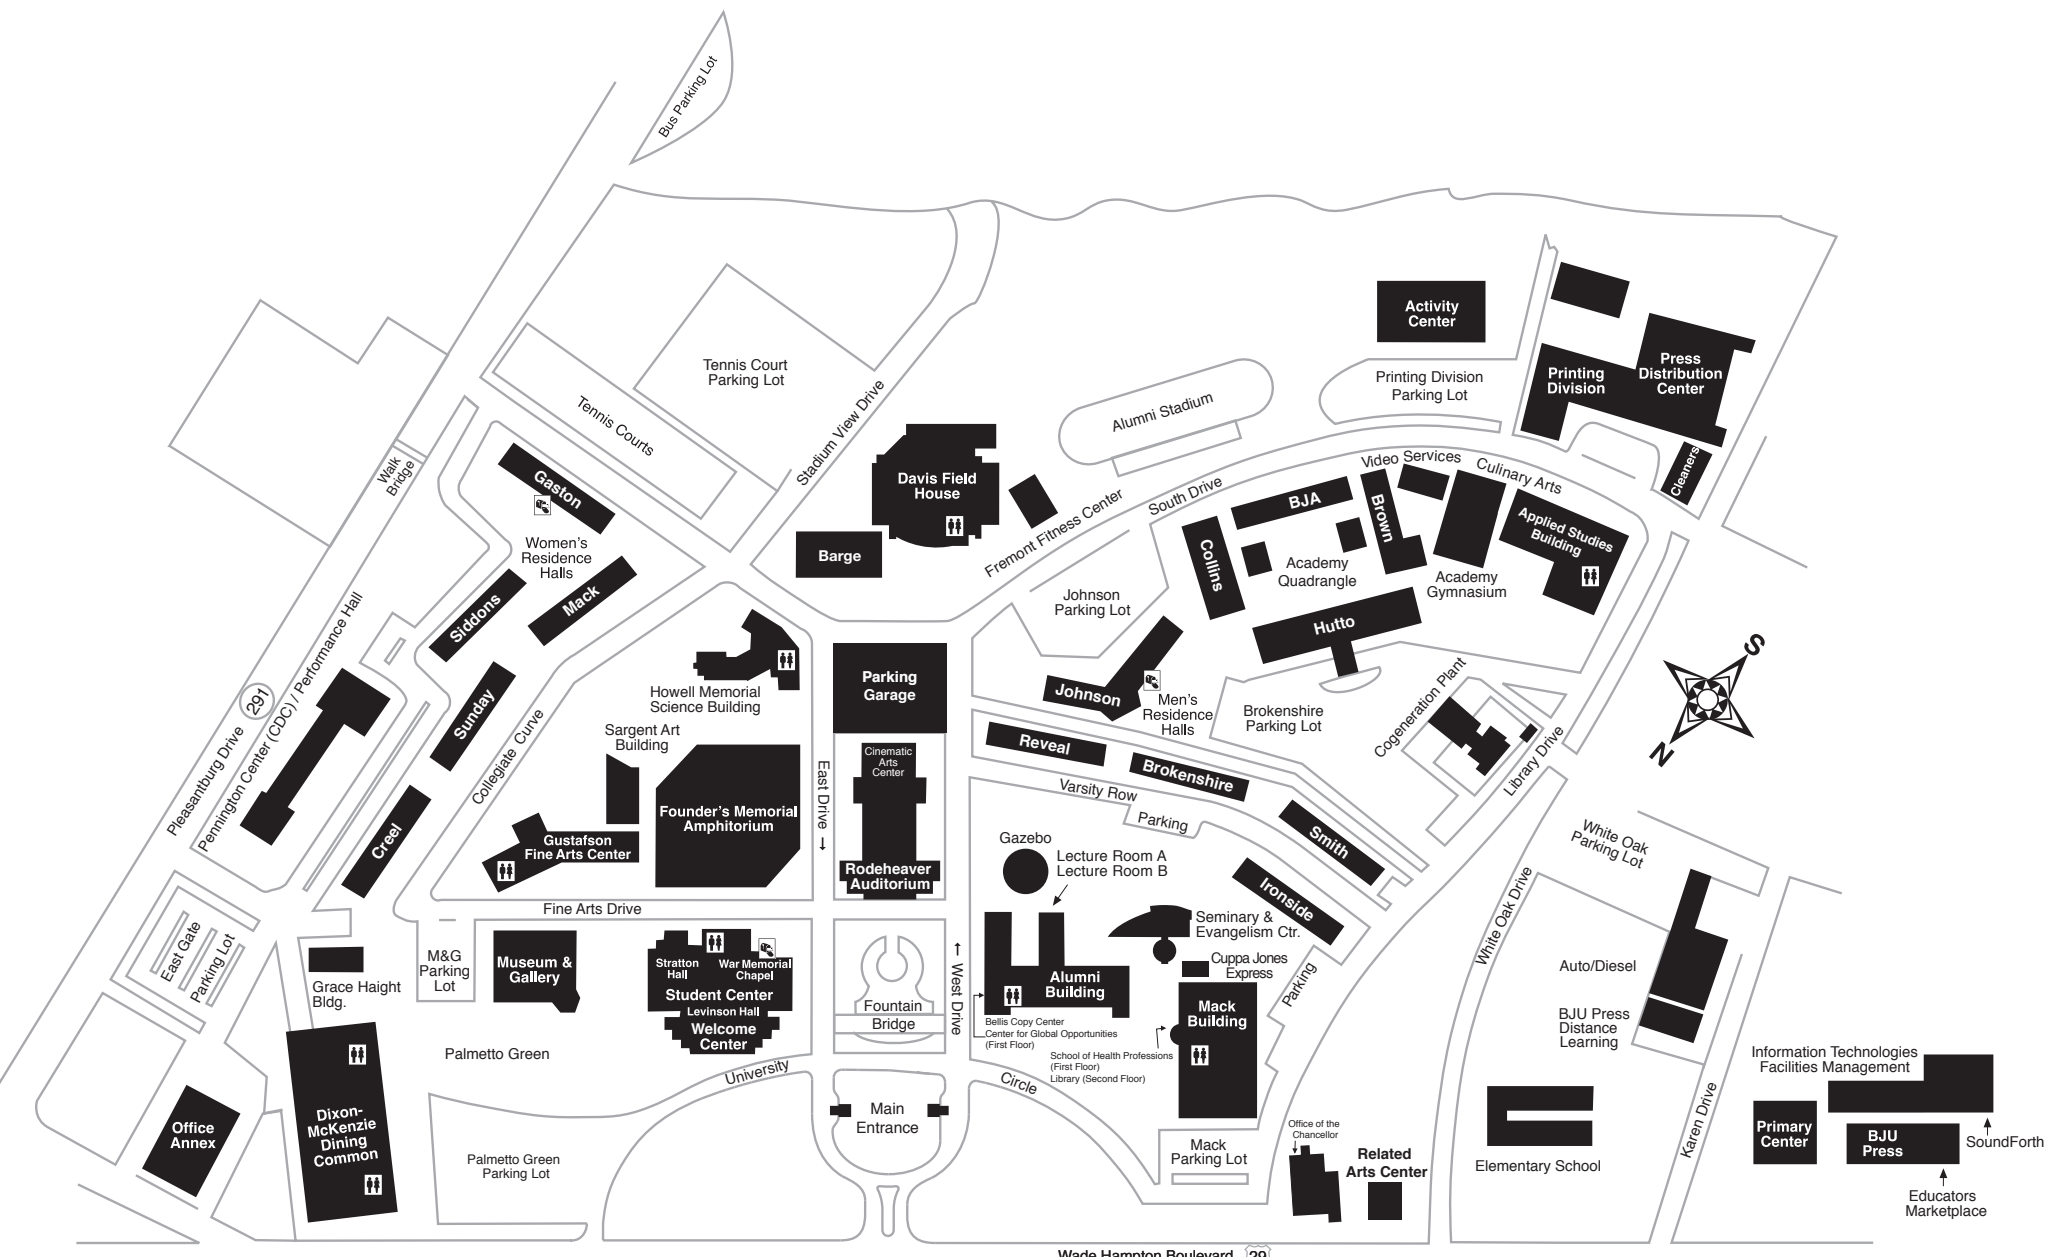 Bus Parking Lot
Activity
Center
Tennis Court
Parking Lot
Tennis Courts
Stadium View Drive
Alumni Stadium
Printing Division
Parking Lot
Printing
Division
Press
Distribution
Center
Cleaners
Walk
Bridge
Gaston
Women's
Residence
Halls
Siddons
Mack
Davis Field
House
Barge
Fremont Fitness Center
South Drive
Video Services
Culinary Arts
BJA
Brown
Collins
Academy
Quadrangle
Academy
Gymnasium
Applied Studies
Building
Hutto
Johnson
Parking Lot
Johnson
Men's
Residence
Halls
Brokenshire
Parking Lot
Cogeneration Plant
Library Drive
S
N
Pleasantburg Drive
291
Pennington Center (CDC) / Performance Hall
Sunday
Creel
Collegiate Curve
Howell Memorial
Science Building
Sargent Art
Building
Founder's Memorial
Amphitorium
Gustafson
Fine Arts Center
East Drive
Parking
Garage
Cinematic
Arts
Center
Rodeheaver
Auditorium
Reveal
Brokenshire
Varsity Row
Parking
Smith
Ironside
Gazebo
Lecture Room A
Lecture Room B
Seminary &
Evangelism Ctr.
Cuppa Jones
Express
Parking
White Oak
Parking Lot
White Oak Drive
Fine Arts Drive
East Gate
Parking Lot
Grace Haight
Bldg.
M&G
Parking
Lot
Museum &
Gallery
Stratton
Hall
War Memorial
Chapel
Student Center
Levinson Hall
Welcome
Center
Fountain
Bridge
West Drive
Alumni
Building
Bellis Copy Center
Center for Global Opportunities
(First Floor)
School of Health Professions
(First Floor)
Library (Second Floor)
Mack
Building
Auto/Diesel
BJU Press
Distance
Learning
Information Technologies
Facilities Management
Primary
Center
BJU
Press
SoundForth
Educators
Marketplace
Karen Drive
Elementary School
Palmetto Green
University
Circle
Main
Entrance
Dixon-
McKenzie
Dining
Common
Office
Annex
Palmetto Green
Parking Lot
Mack
Parking Lot
Office of the
Chancellor
Related
Arts Center
Wade Hampton Boulevard
29